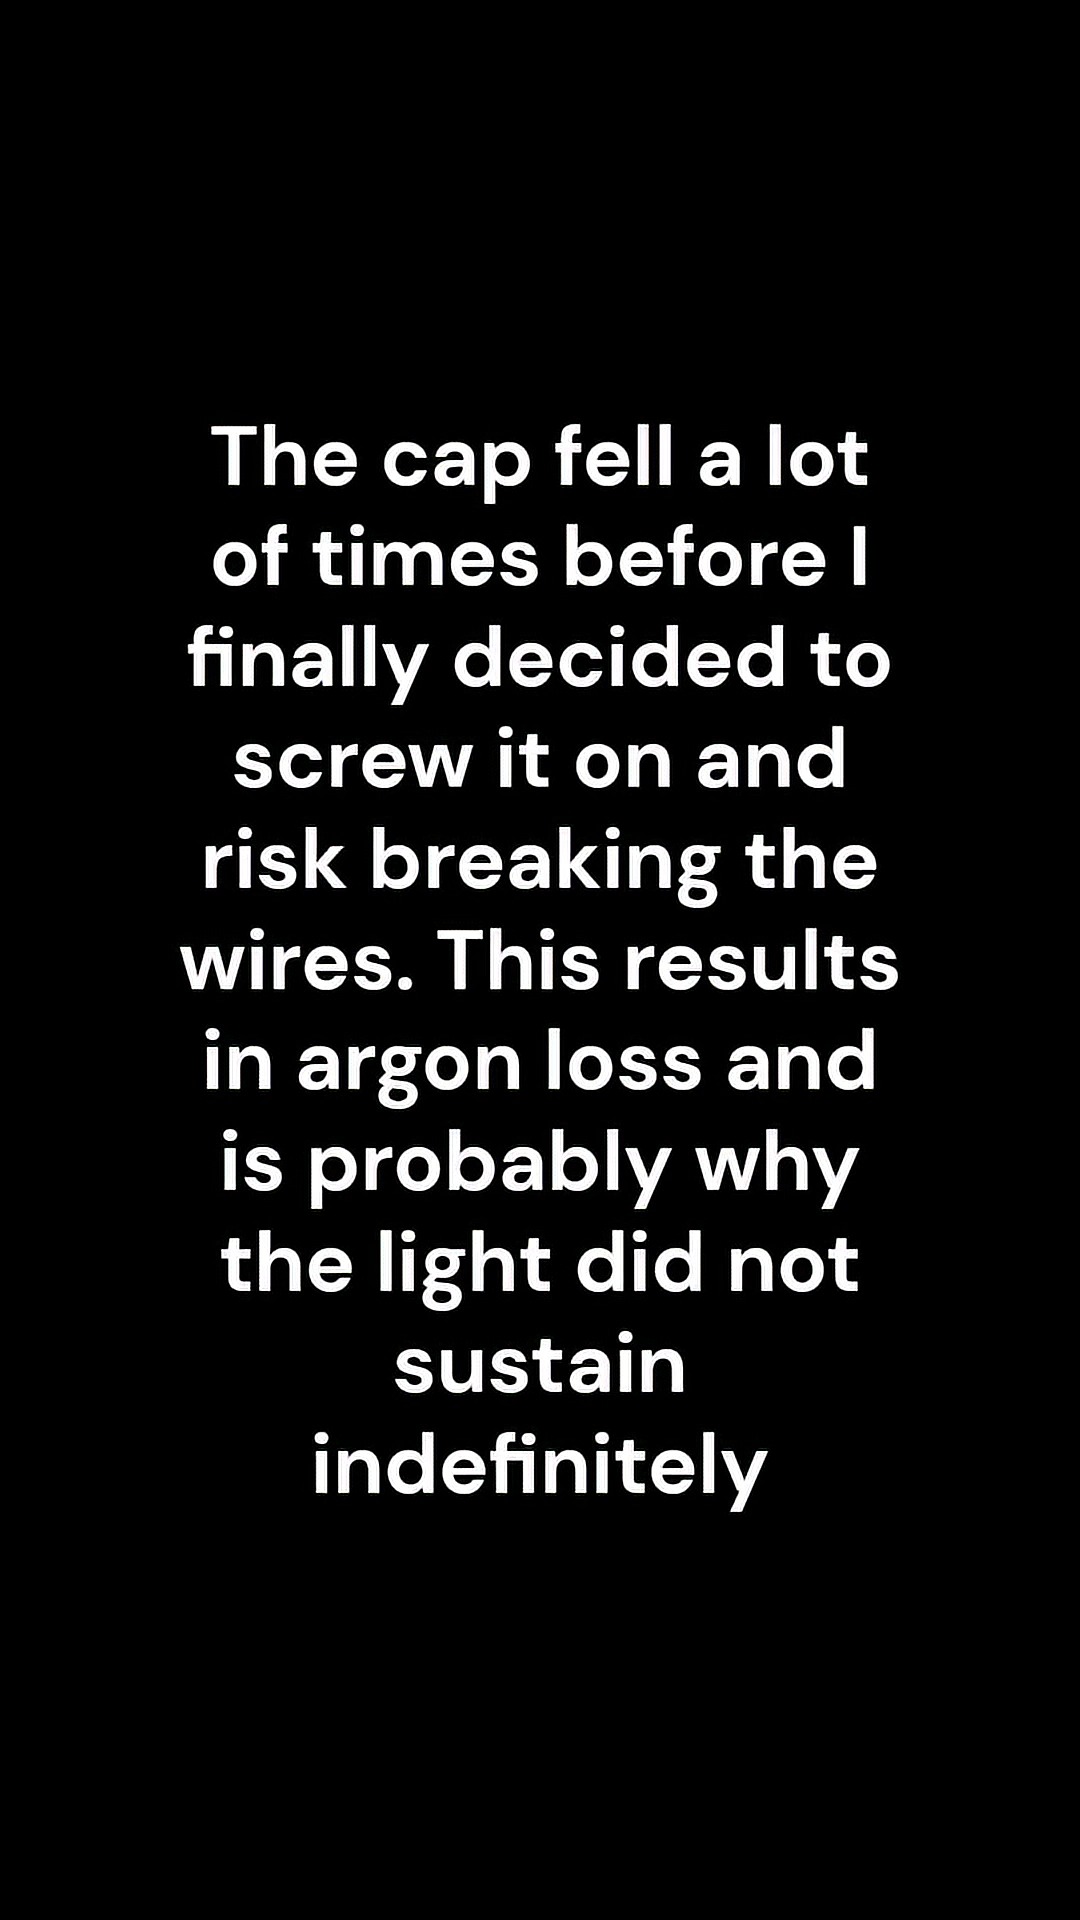 The cap fell a lot
of times before I
finally decided to
screw it on and
risk breaking the
wires. This results
in argon loss and
is probably why
the light did not
sustain
indefinitely